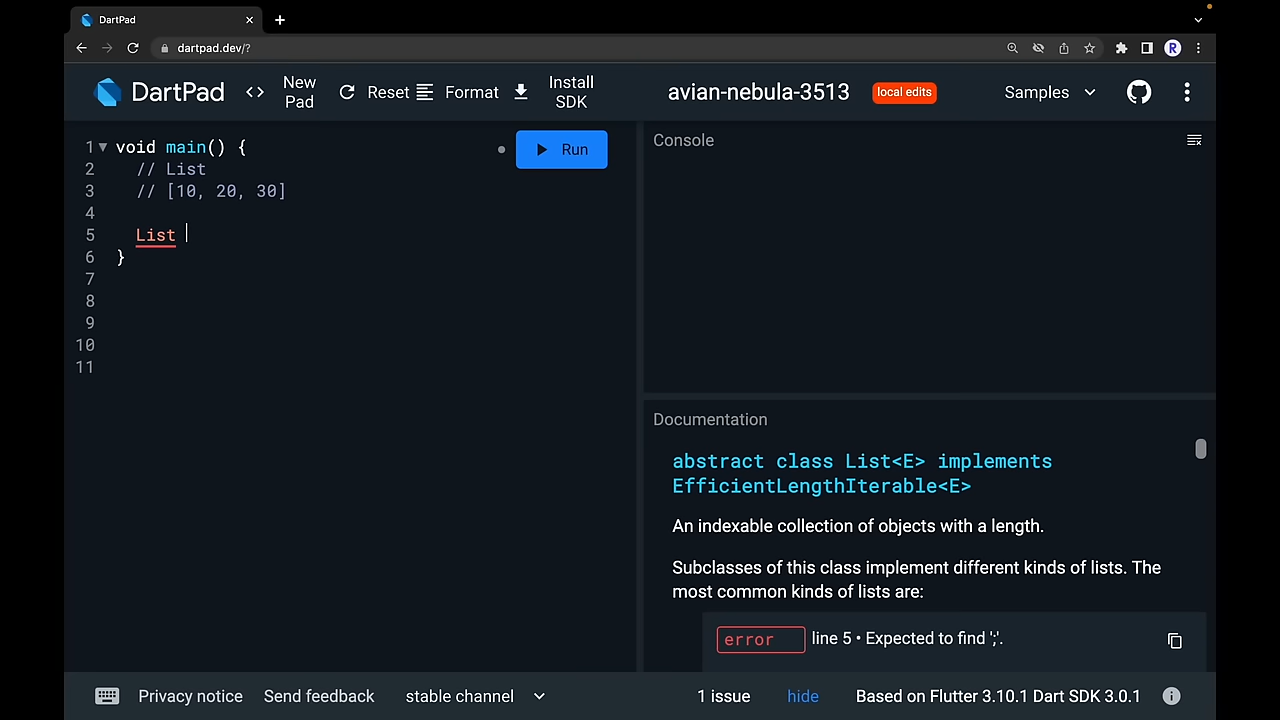 DartPad
dartpad.dev/?
R
DartPad
<> New Pad
Reset
Format
Install SDK
avian-nebula-3513
local edits
Samples
1 void main() {
2 // List
3 // [10, 20, 30]
4
5 List
6 }
7
8
9
10
11
Run
Console
Documentation
abstract class List<E> implements
EfficientLengthIterable<E>
An indexable collection of objects with a length.
Subclasses of this class implement different kinds of lists. The
most common kinds of lists are:
error line 5 • Expected to find ';'.
Privacy notice
Send feedback
stable channel
1 issue
hide
Based on Flutter 3.10.1 Dart SDK 3.0.1